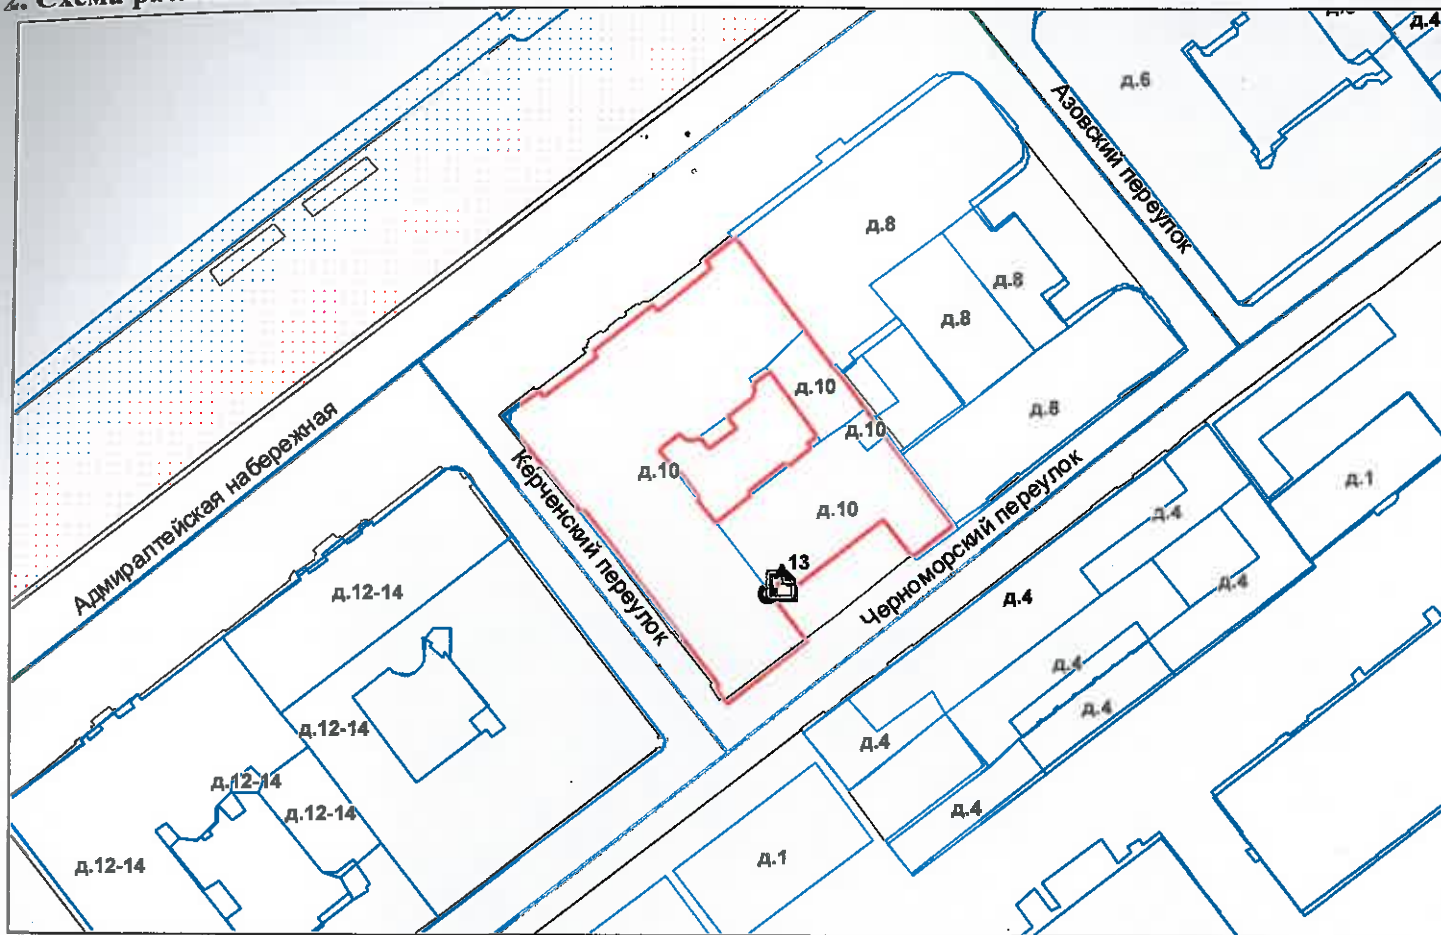 2. Схема
д.4
д.6
Азовский переулок
д.8
д.8
д.8
д.10
д.8
д.10
Адмиралтейская набережная
д.10
Керченский переулок
д.1
д.10
д.4
Черноморский переулок
13
д.4
д.12-14
д.4
д.4
д.4
д.12-14
д.4
д.12-14
д.4
д.12-14
д.1
д.12-14